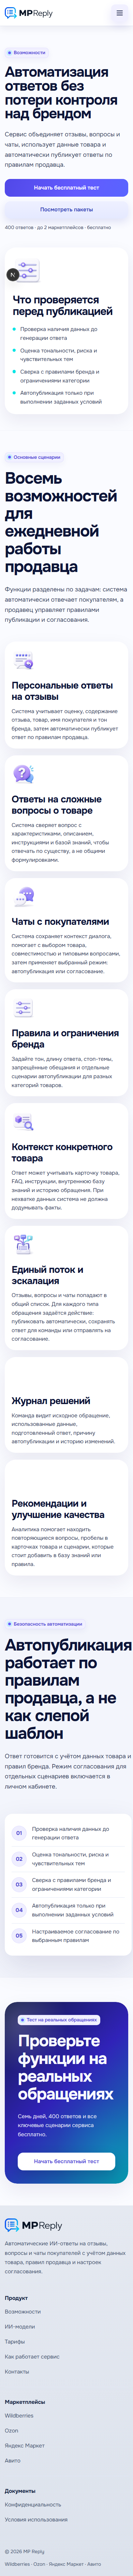 MPReply
Возможности
Автоматизация
ответов без
потери контроля
над брендом
Сервис объединяет отзывы, вопросы и
чаты, использует данные товара и
автоматически публикует ответы по
правилам продавца.
Начать бесплатный тест
Посмотреть пакеты
400 ответов · до 2 маркетплейсов · бесплатно
N
Что проверяется
перед публикацией
Проверка наличия данных до
генерации ответа
Оценка тональности, риска и
чувствительных тем
Сверка с правилами бренда и
ограничениями категории
Автопубликация только при
выполнении заданных условий
Основные сценарии
Восемь
возможностей
для
ежедневной
работы
продавца
Функции разделены по задачам: система
автоматически отвечает покупателям, а
продавец управляет правилами
публикации и согласования.
Персональные ответы
на отзывы
Система учитывает оценку, содержание
отзыва, товар, имя покупателя и тон
бренда, затем автоматически публикует
ответ по правилам продавца.
Ответы на сложные
вопросы о товаре
Система сверяет вопрос с
характеристиками, описанием,
инструкциями и базой знаний, чтобы
отвечать по существу, а не общими
формулировками.
Чаты с покупателями
Система сохраняет контекст диалога,
помогает с выбором товара,
совместимостью и типовыми вопросами,
затем применяет выбранный режим:
автопубликация или согласование.
Правила и ограничения
бренда
Задайте тон, длину ответа, стоп-темы,
запрещённые обещания и отдельные
сценарии автопубликации для разных
категорий товаров.
Контекст конкретного
товара
Ответ может учитывать карточку товара,
FAQ, инструкции, внутреннюю базу
знаний и историю обращения. При
нехватке данных система не должна
додумывать факты.
Единый поток и
эскалация
Отзывы, вопросы и чаты попадают в
общий список. Для каждого типа
обращения задаётся действие:
публиковать автоматически, сохранить
ответ для команды или отправлять на
согласование.
Журнал решений
Команда видит исходное обращение,
использованные данные,
подготовленный ответ, причину
автопубликации и историю изменений.
Рекомендации и
улучшение качества
Аналитика помогает находить
повторяющиеся вопросы, пробелы в
карточках товара и сценарии, которые
стоит добавить в базу знаний или
правила.
Безопасность автоматизации
Автопубликация
работает по
правилам
продавца, а не
как слепой
шаблон
Ответ готовится с учётом данных товара и
правил бренда. Режим согласования для
отдельных сценариев включается в
личном кабинете.
01 Проверка наличия данных до
генерации ответа
02 Оценка тональности, риска и
чувствительных тем
03 Сверка с правилами бренда и
ограничениями категории
04 Автопубликация только при
выполнении заданных условий
05 Настраиваемое согласование по
выбранным правилам
Тест на реальных обращениях
Проверьте
функции на
реальных
обращениях
Семь дней, 400 ответов и все
ключевые сценарии сервиса
бесплатно.
Начать бесплатный тест
MPReply
Автоматические ИИ-ответы на отзывы,
вопросы и чаты покупателей с учётом данных
товара, правил продавца и настроек
согласования.
Продукт
Возможности
ИИ-модели
Тарифы
Как работает сервис
Контакты
Маркетплейсы
Wildberries
Ozon
Яндекс Маркет
Авито
Документы
Конфиденциальность
Условия использования
© 2026 MP Reply
Wildberries · Ozon · Яндекс Маркет · Авито